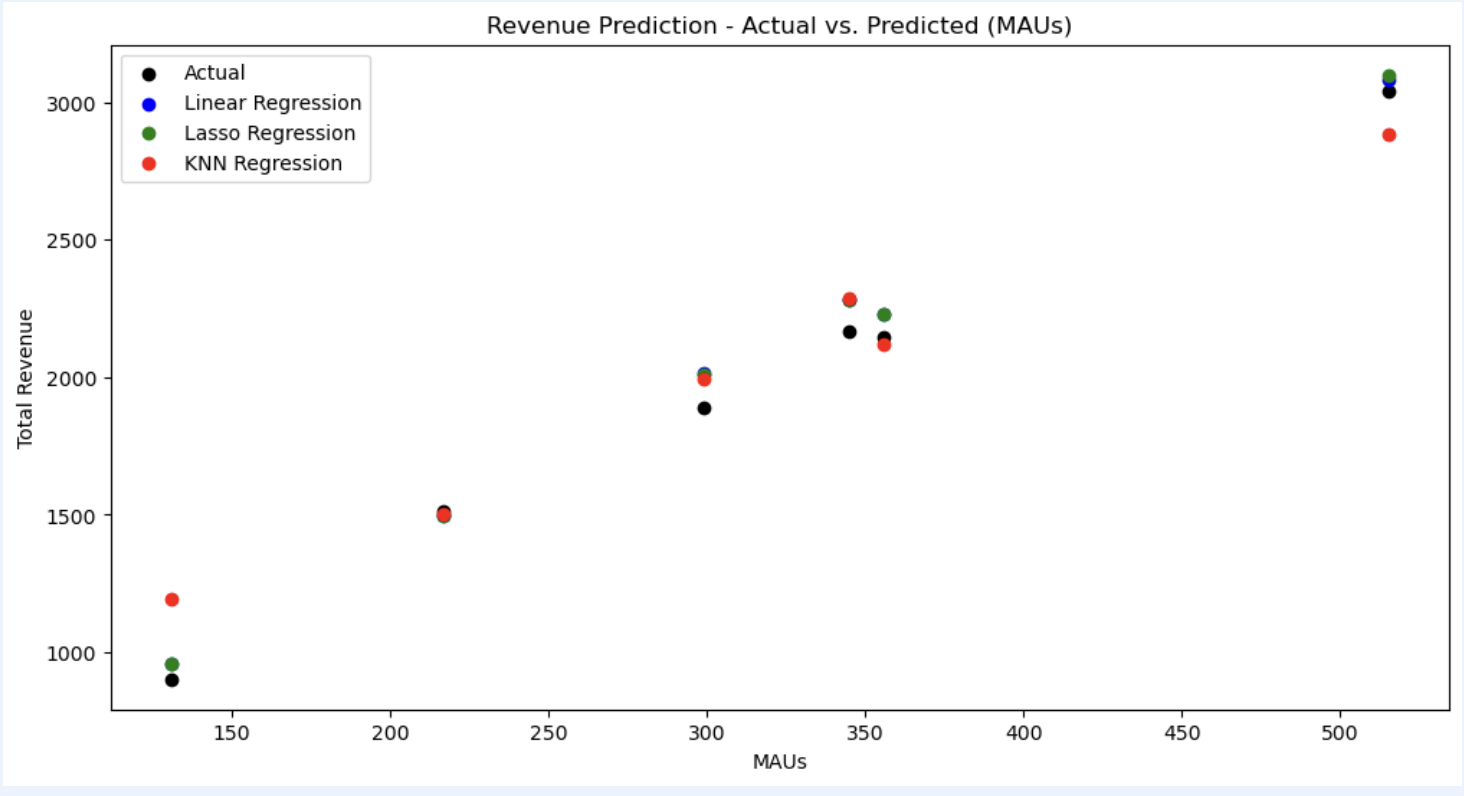 Revenue Prediction - Actual vs. Predicted (MAUs)
Actual
Linear Regression
Lasso Regression
KNN Regression
Total Revenue
3000
2500
2000
1500
1000
150 200 250 300 350 400 450 500
MAUs